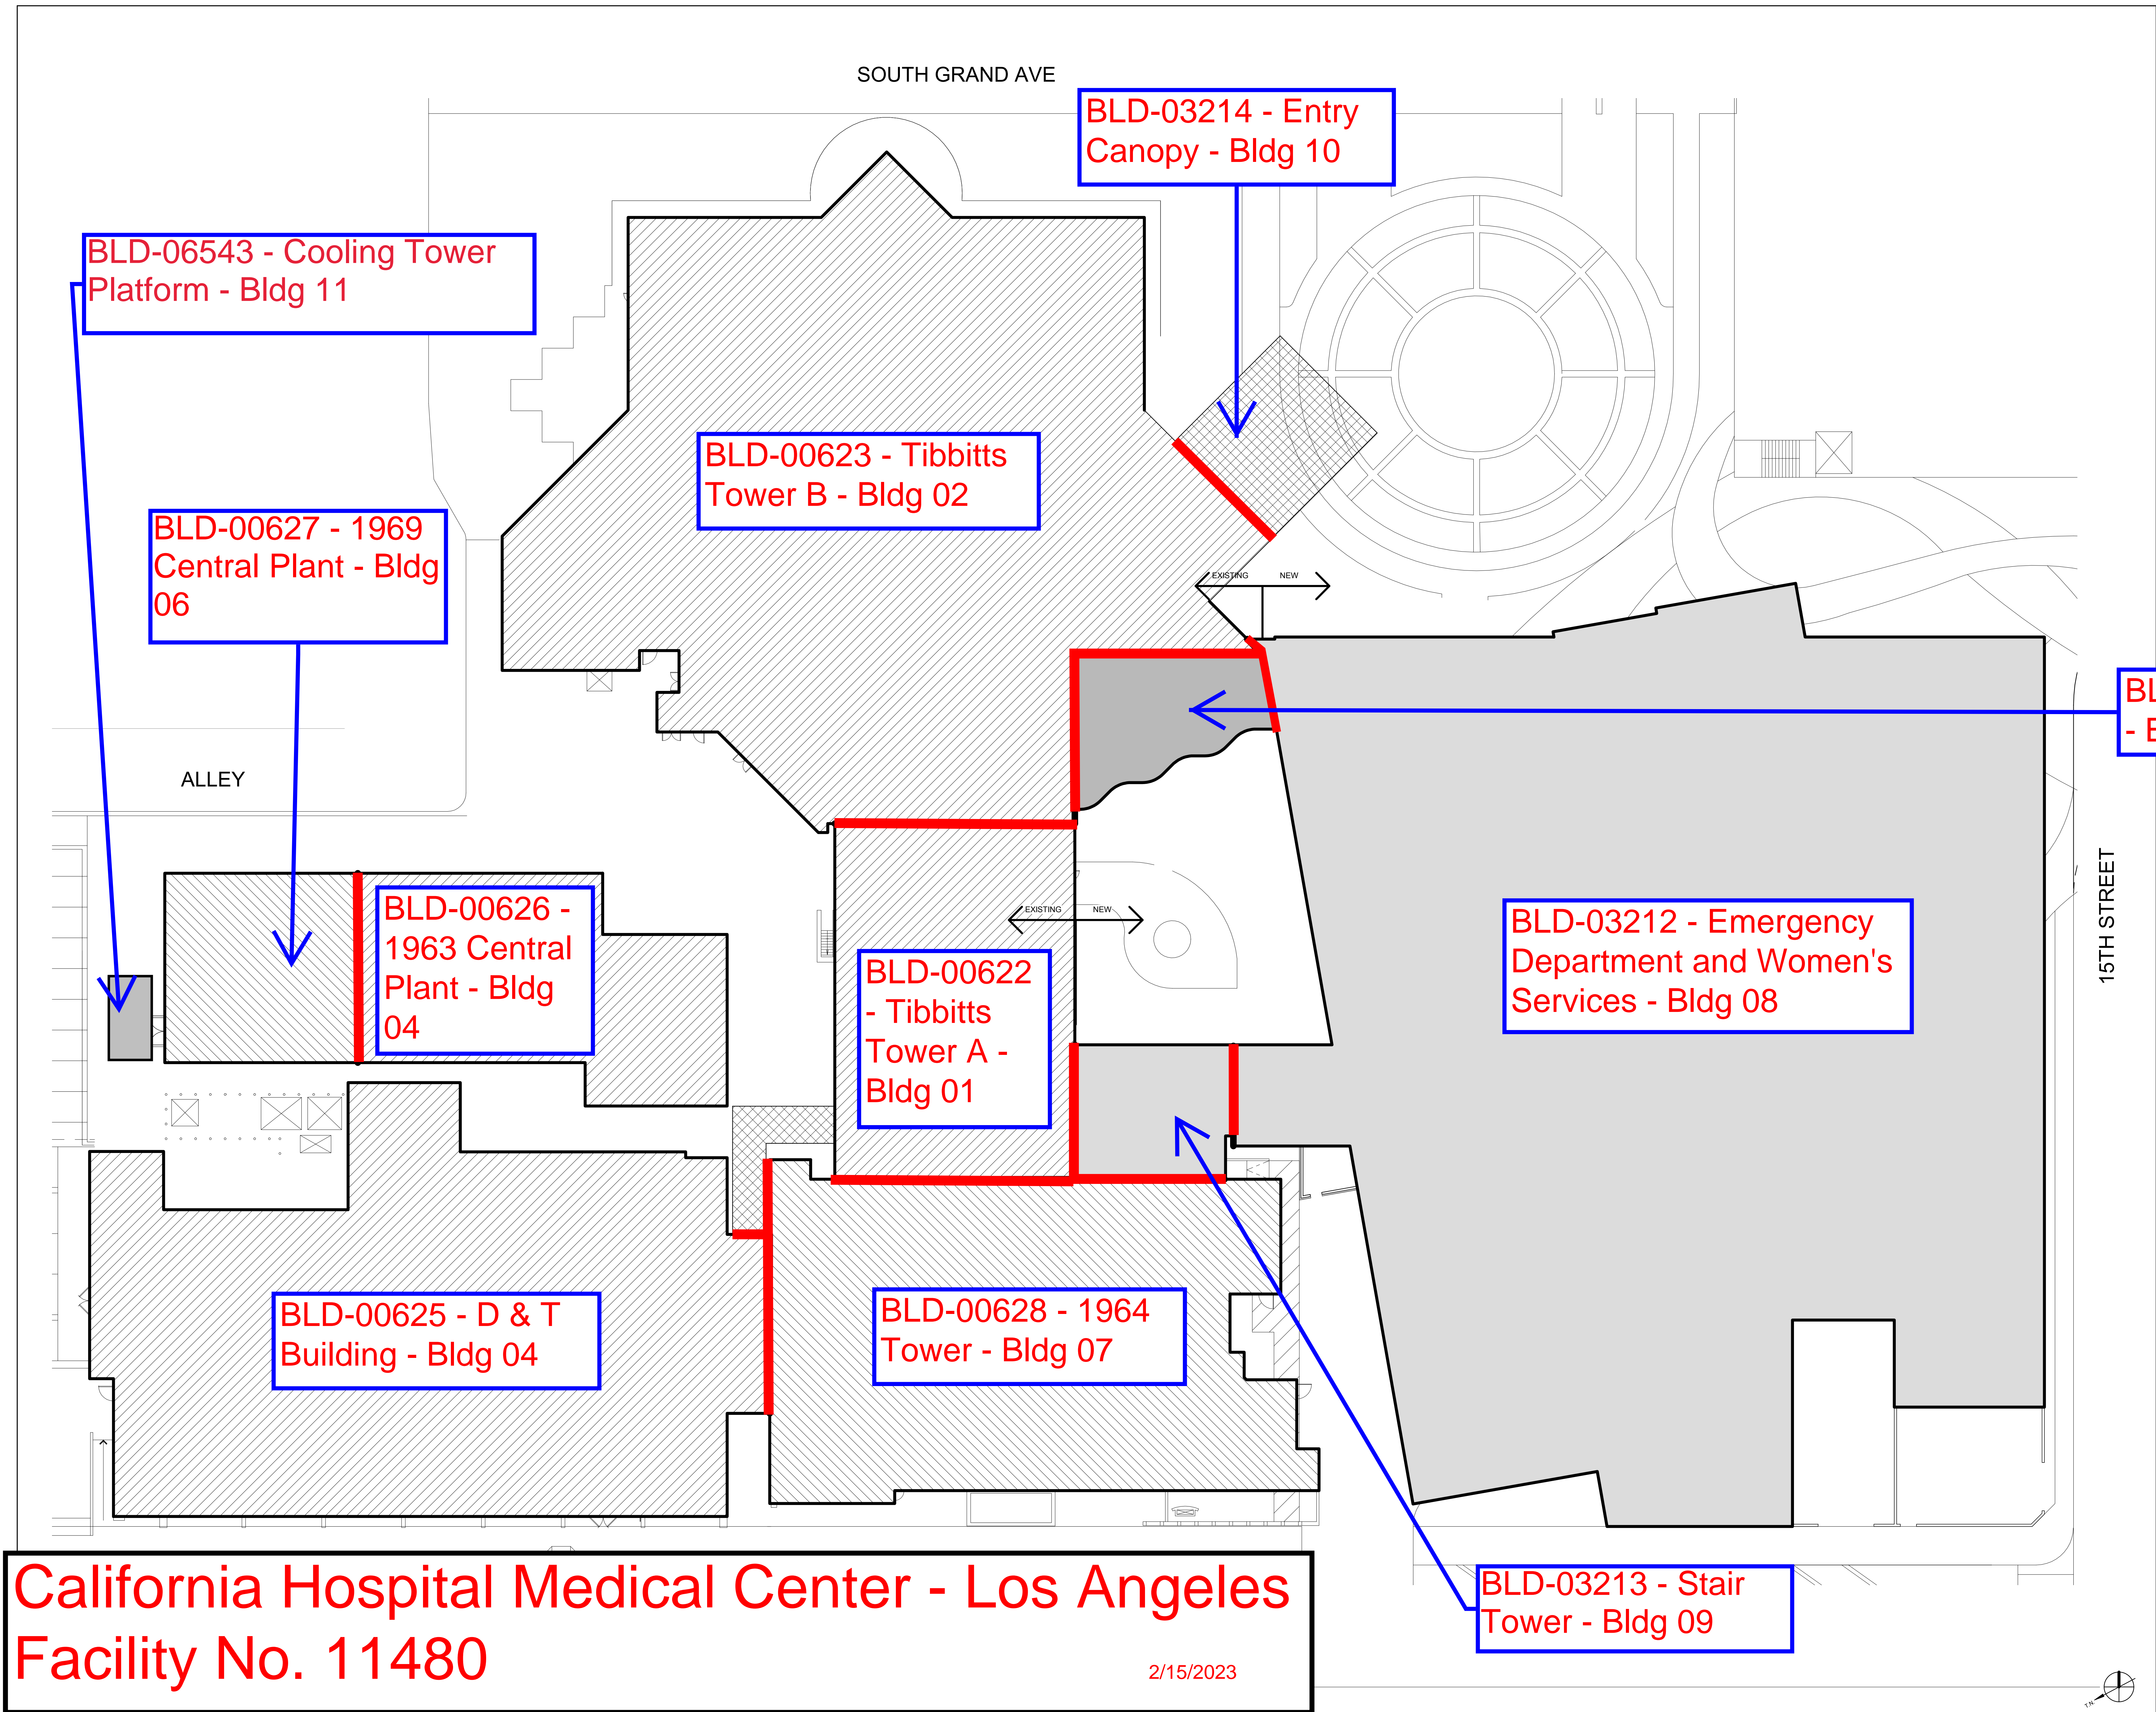 SOUTH GRAND AVE
BLD-03214 - Entry
Canopy - Bldg 10
BLD-06543 - Cooling Tower
Platform - Bldg 11
BLD-00623 - Tibbitts
Tower B - Bldg 02
BLD-00627 - 1969
Central Plant - Bldg
06
EXISTING NEW
ALLEY
BLD-00626 -
1963 Central
Plant - Bldg
04
EXISTING NEW
BLD-00622
- Tibbitts
Tower A -
Bldg 01
BLD-03212 - Emergency
Department and Women's
Services - Bldg 08
15TH STREET
BLD-00625 - D & T
Building - Bldg 04
BLD-00628 - 1964
Tower - Bldg 07
BLD-03213 - Stair
Tower - Bldg 09
California Hospital Medical Center - Los Angeles
Facility No. 11480
2/15/2023
T.N.